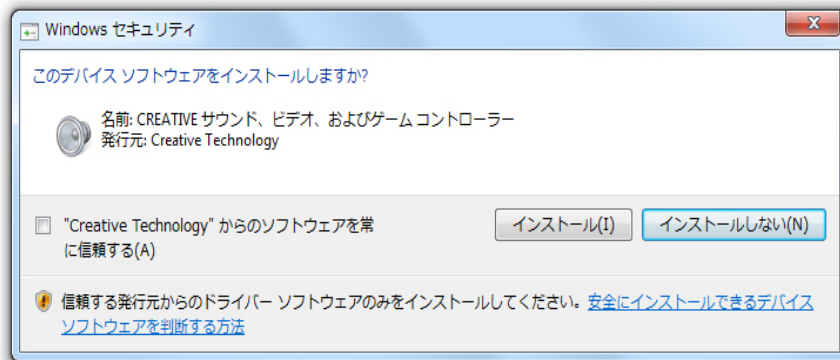 Windows セキュリティ
このデバイス ソフトウェアをインストールしますか?
名前: CREATIVE サウンド、ビデオ、およびゲーム コントローラー
発行元: Creative Technology
"Creative Technology" からのソフトウェアを常
に信頼する(A)
インストール(I)
インストールしない(N)
信頼する発行元からのドライバー ソフトウェアのみをインストールしてください。安全にインストールできるデバイス
ソフトウェアを判断する方法